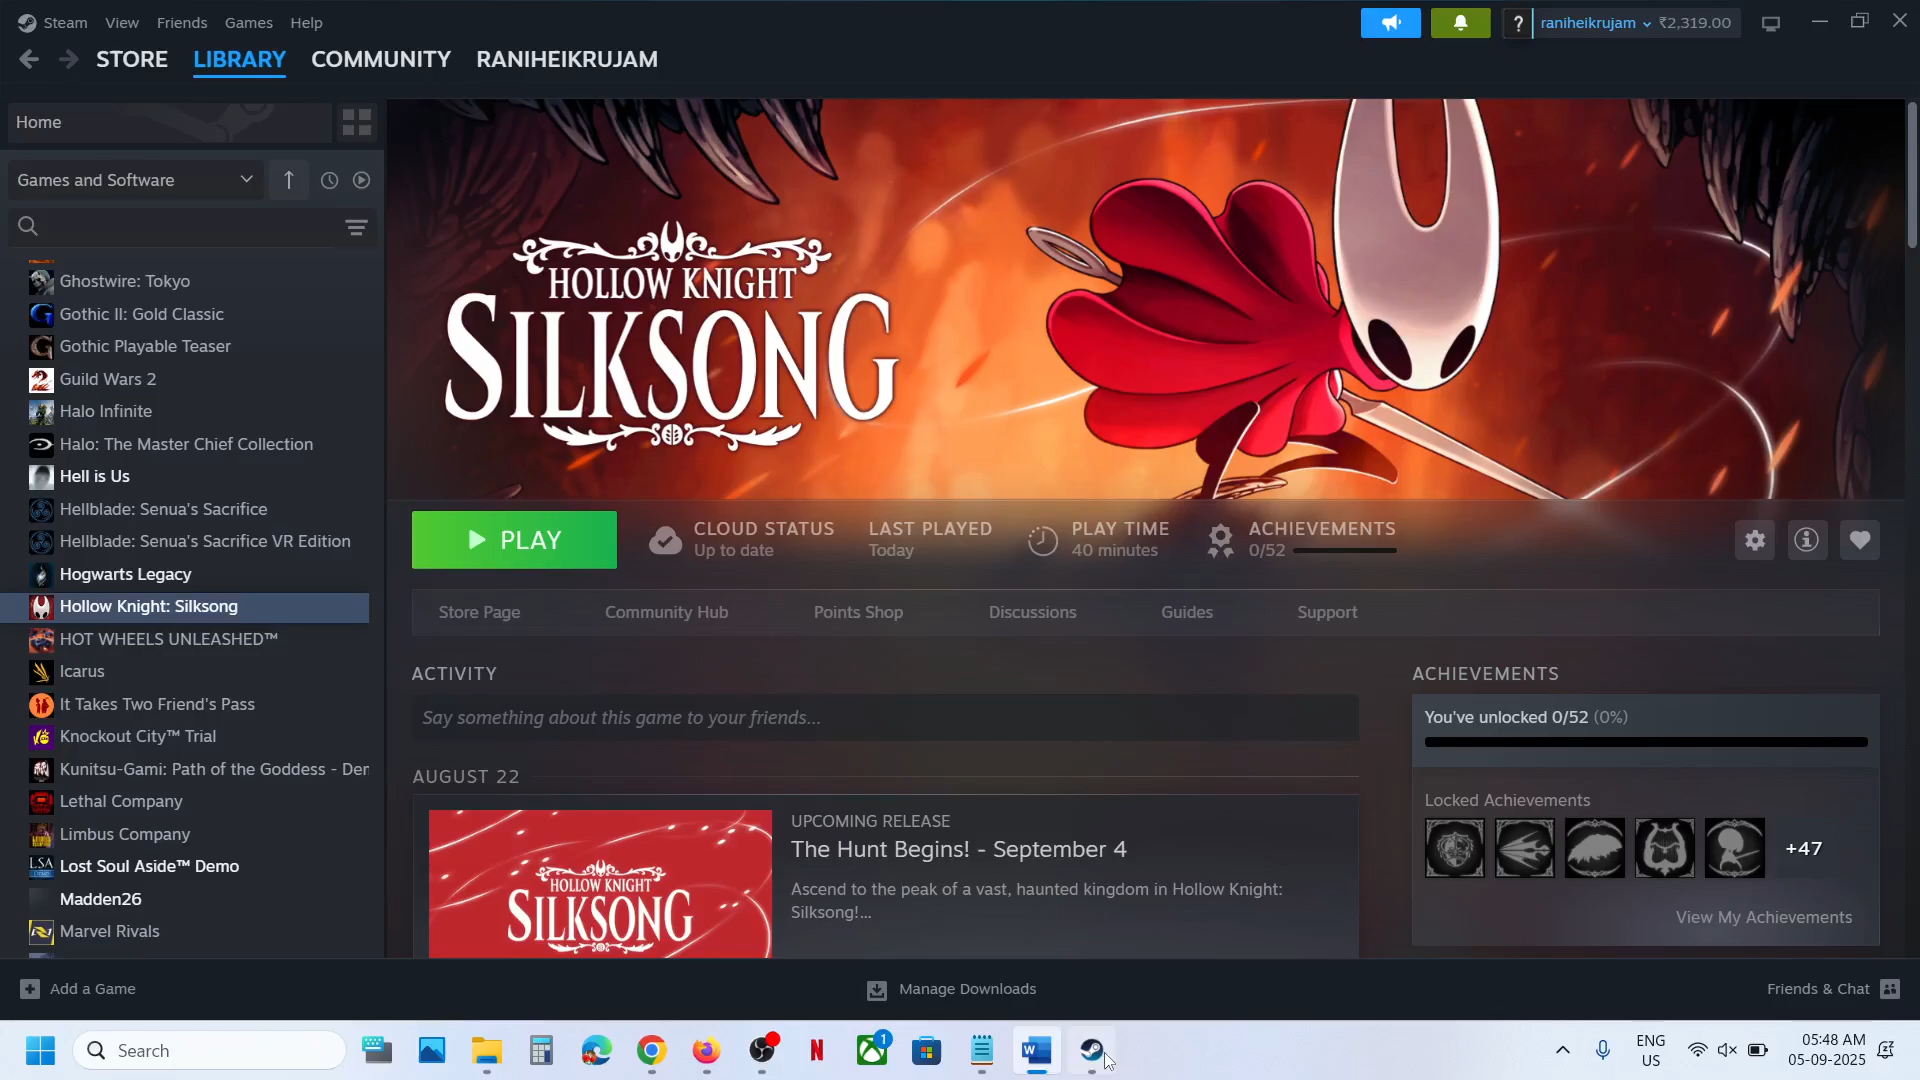 Steam View Friends Games Help
? raniheikrujam ₹2,319.00
STORE LIBRARY COMMUNITY RANIHEIKRUJAM
Home
Games and Software
Ghostwire: Tokyo
Gothic II: Gold Classic
Gothic Playable Teaser
Guild Wars 2
Halo Infinite
Halo: The Master Chief Collection
Hell is Us
Hellblade: Senua's Sacrifice
Hellblade: Senua's Sacrifice VR Edition
Hogwarts Legacy
Hollow Knight: Silksong
HOT WHEELS UNLEASHED™
Icarus
It Takes Two Friend's Pass
Knockout City™ Trial
Kunitsu-Gami: Path of the Goddess - Der
Lethal Company
Limbus Company
LSA Lost Soul Aside™ Demo
Madden26
Marvel Rivals
HOLLOW KNIGHT
SILKSONG
PLAY
CLOUD STATUS
Up to date
LAST PLAYED
Today
PLAY TIME
40 minutes
ACHIEVEMENTS
0/52
Store Page Community Hub Points Shop Discussions Guides Support
ACTIVITY
Say something about this game to your friends...
AUGUST 22
HOLLOW KNIGHT
SILKSONG
UPCOMING RELEASE
The Hunt Begins! - September 4
Ascend to the peak of a vast, haunted kingdom in Hollow Knight:
Silksong!...
ACHIEVEMENTS
You've unlocked 0/52 (0%)
Locked Achievements
+47
View My Achievements
Add a Game
Manage Downloads
Friends & Chat
Search
1
ENG
US
05:48 AM
05-09-2025